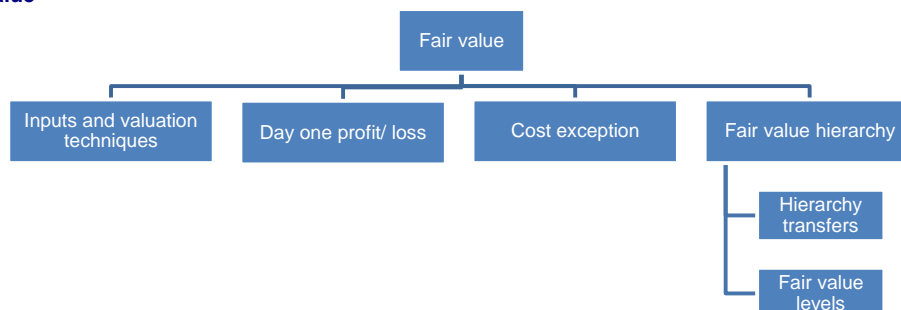 Fair value
Inputs and valuation
techniques
Day one profit/ loss
Cost exception
Fair value hierarchy
Hierarchy
transfers
Fair value
levels